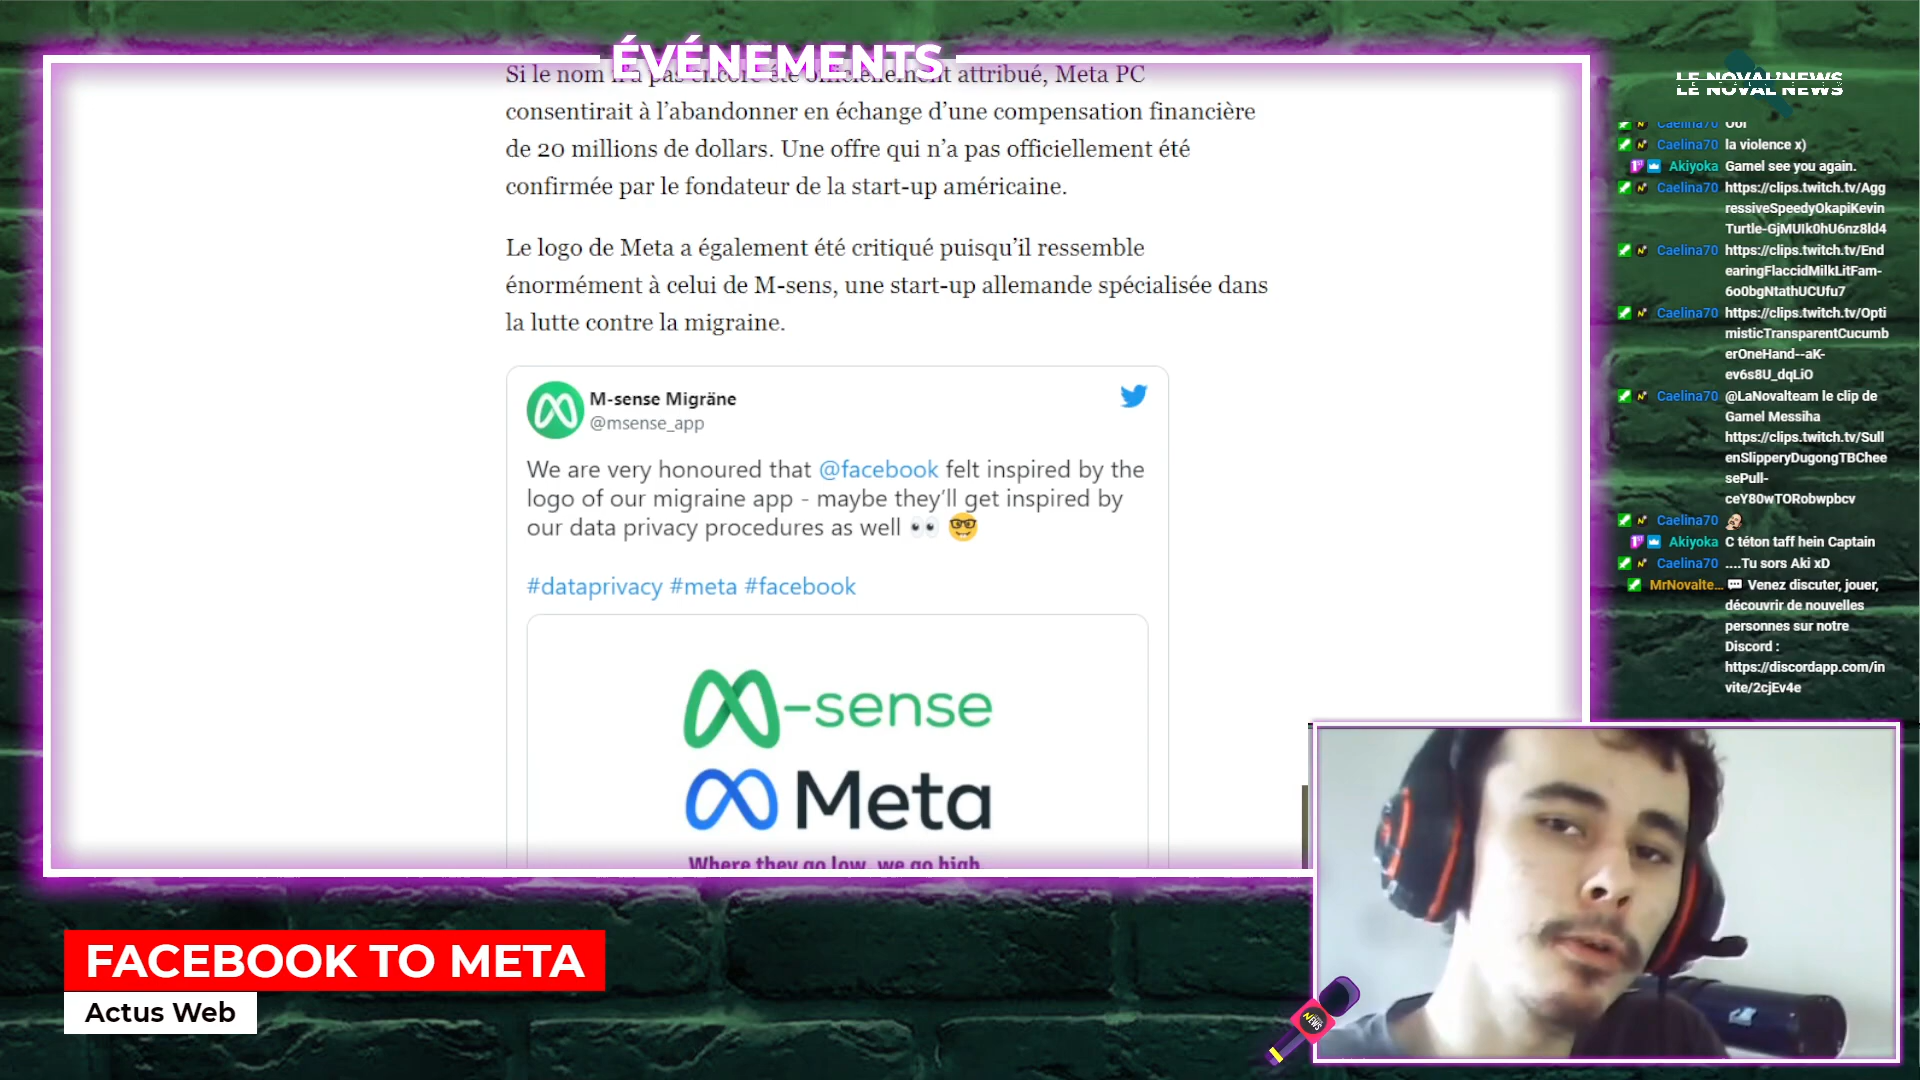 ÉVÉNEMENTS
Si le nom n'a pas encore été officiellement attribué, Meta PC
consentirait à l'abandonner en échange d'une compensation financière
de 20 millions de dollars. Une offre qui n'a pas officiellement été
confirmée par le fondateur de la start-up américaine.
Le logo de Meta a également été critiqué puisqu'il ressemble
énormément à celui de M-sens, une start-up allemande spécialisée dans
la lutte contre la migraine.
M-sense Migräne
@msense_app
We are very honoured that @facebook felt inspired by the
logo of our migraine app - maybe they'll get inspired by
our data privacy procedures as well 👀 🤓
#dataprivacy #meta #facebook
M-sense
Meta
Where they go low, we go high.
FACEBOOK TO META
Actus Web
LE NOVAL'NEWS
Caelina70 Oui
Caelina70 la violence x)
Akiyoka Gamel see you again.
Caelina70 https://clips.twitch.tv/Agg
ressiveSpeedyOkapiKevin
Turtle-GjMUIk0hU6nz8ld4
Caelina70 https://clips.twitch.tv/End
earingFlaccidMilkLitFam-
6o0bgNtathUCUfu7
Caelina70 https://clips.twitch.tv/Opti
misticTransparentCucumb
erOneHand--aK-
ev6s8U_dqLiO
Caelina70 @LaNovalteam le clip de
Gamel Messiha
https://clips.twitch.tv/Sull
enSlipperyDugongTBChee
sePull-
ceY80wTORobwpbcv
Caelina70
Akiyoka C téton taff hein Captain
Caelina70 ....Tu sors Aki xD
MrNovalte... 💬 Venez discuter, jouer,
découvrir de nouvelles
personnes sur notre
Discord :
https://discordapp.com/in
vite/2cjEv4e
NEWS